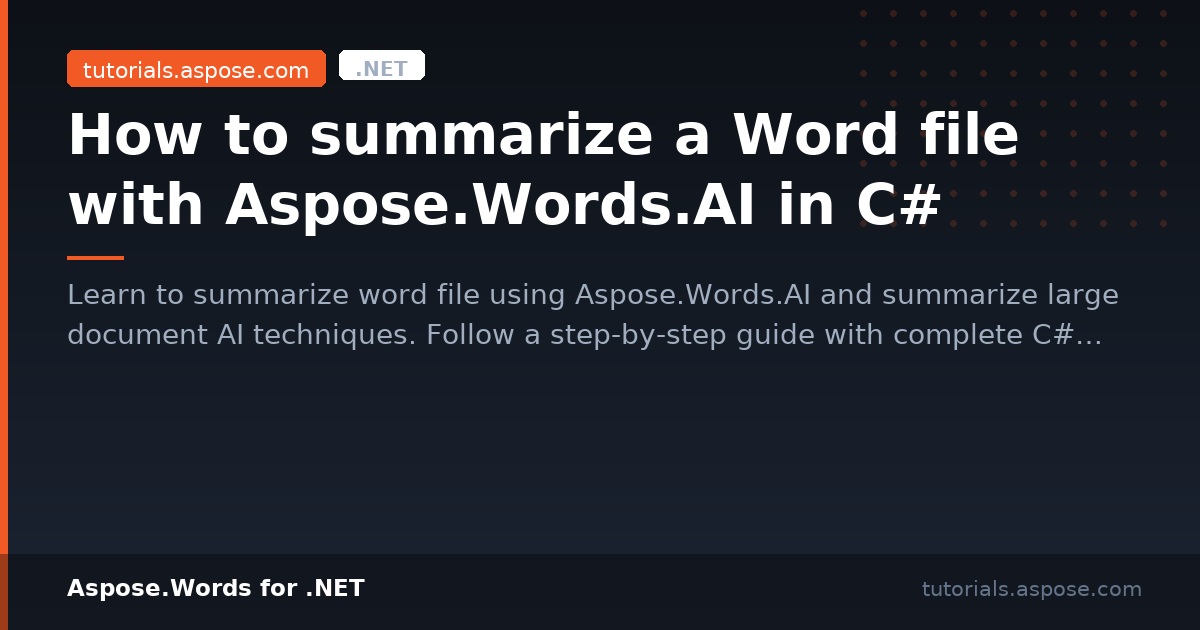 tutorials.aspose.com
.NET
How to summarize a Word file
with Aspose.Words.AI in C#
Learn to summarize word file using Aspose.Words.AI and summarize large
document AI techniques. Follow a step-by-step guide with complete C#...
Aspose.Words for .NET
tutorials.aspose.com